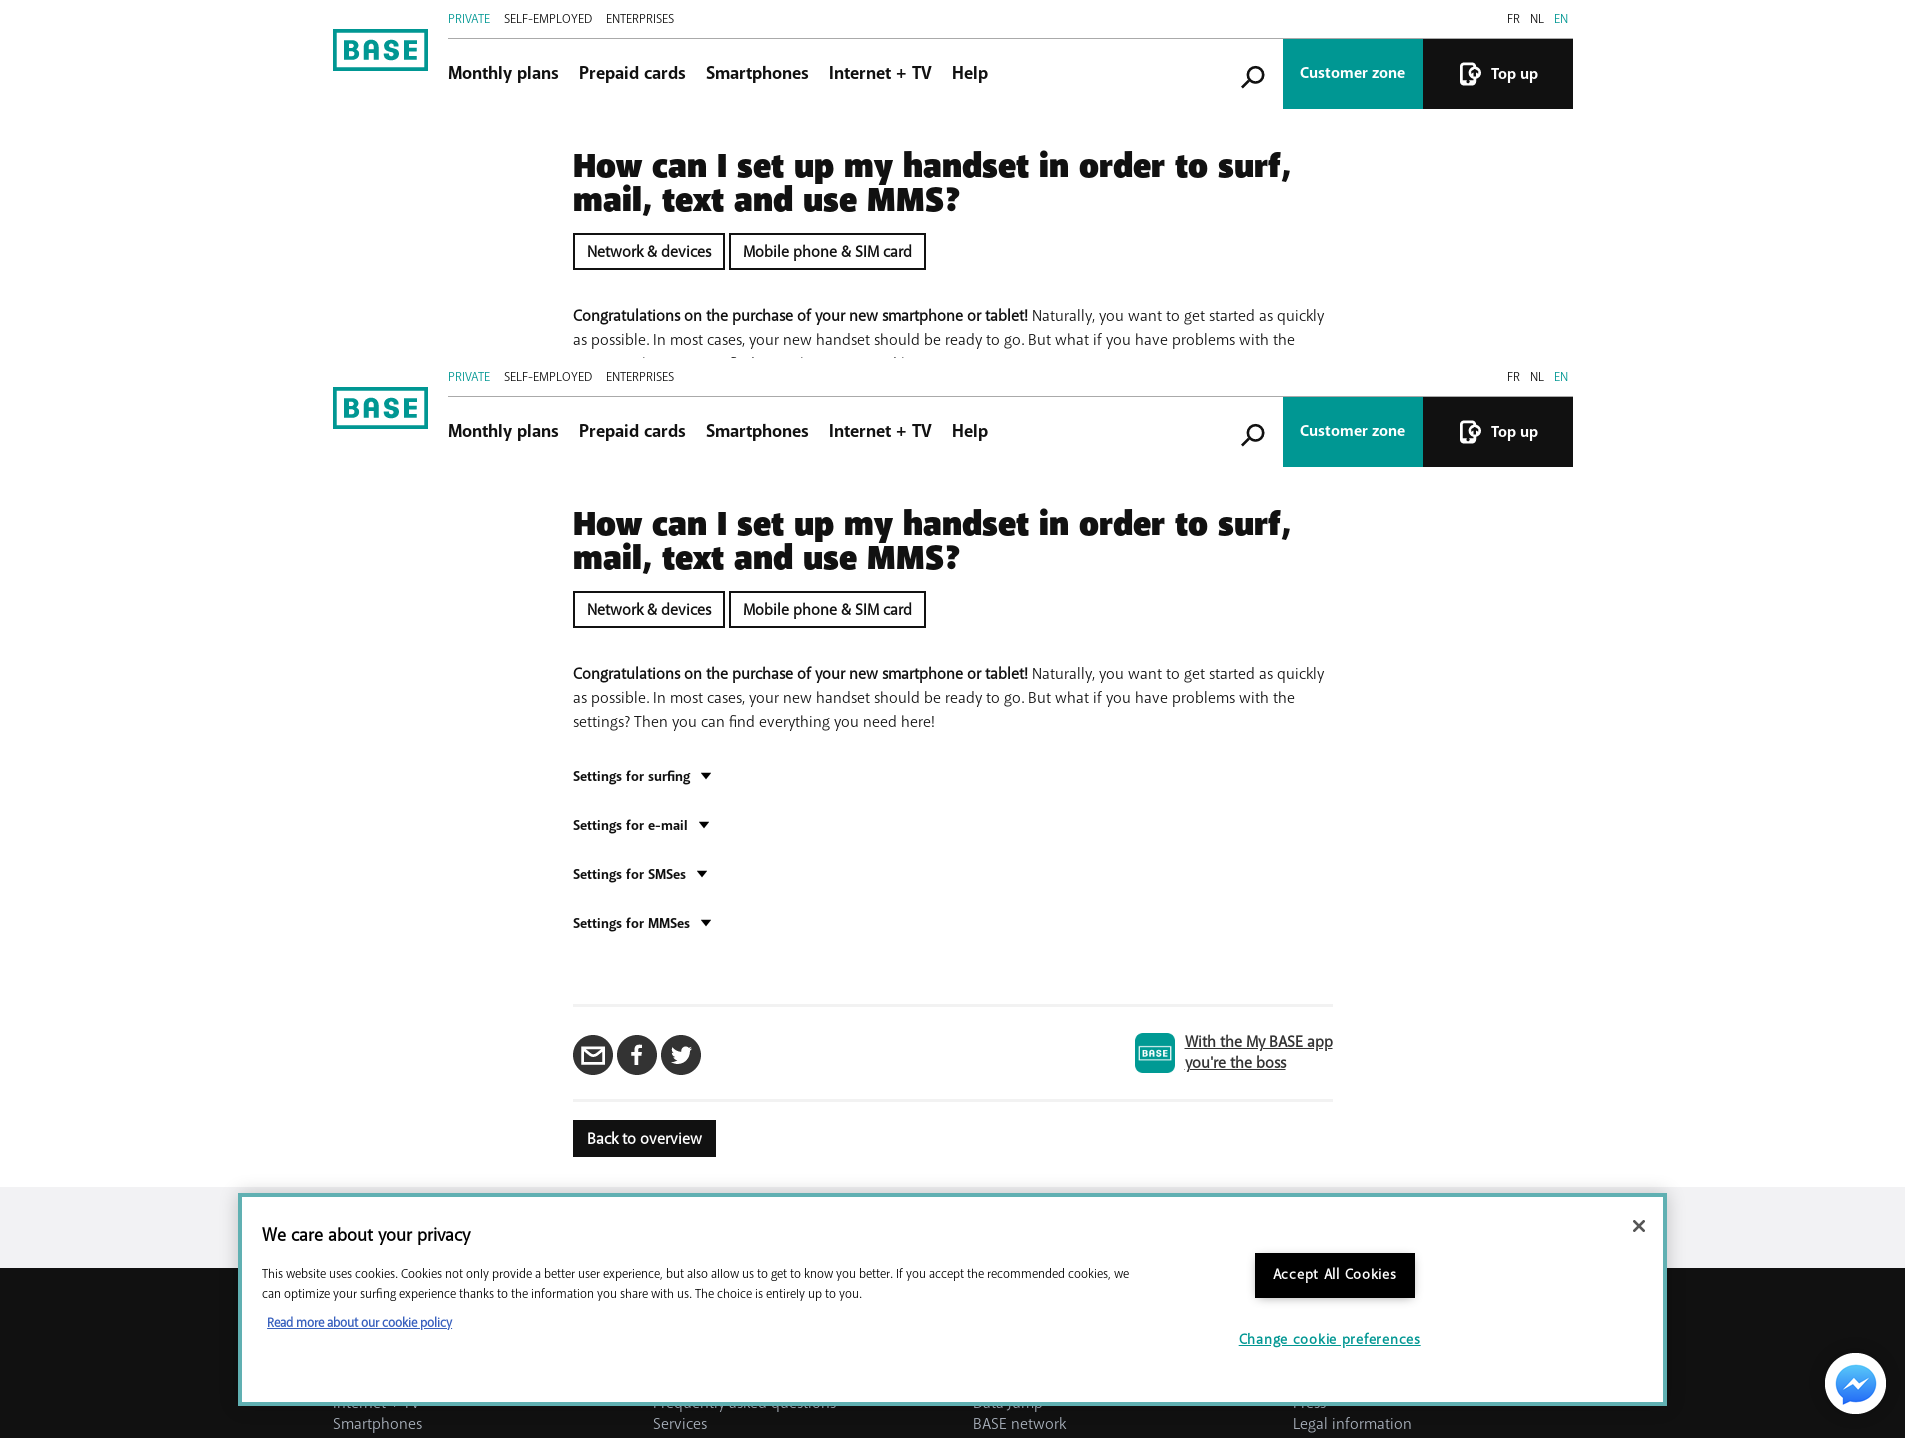 PRIVATE SELF-EMPLOYED ENTERPRISES FR NL EN
BASE
Monthly plans Prepaid cards Smartphones Internet + TV Help Customer zone Top up
How can I set up my handset in order to surf,
mail, text and use MMS?
Network & devices Mobile phone & SIM card
Congratulations on the purchase of your new smartphone or tablet! Naturally, you want to get started as quickly
as possible. In most cases, your new handset should be ready to go. But what if you have problems with the
PRIVATE SELF-EMPLOYED ENTERPRISES FR NL EN
BASE
Monthly plans Prepaid cards Smartphones Internet + TV Help Customer zone Top up
How can I set up my handset in order to surf,
mail, text and use MMS?
Network & devices Mobile phone & SIM card
Congratulations on the purchase of your new smartphone or tablet! Naturally, you want to get started as quickly
as possible. In most cases, your new handset should be ready to go. But what if you have problems with the
settings? Then you can find everything you need here!
Settings for surfing
Settings for e-mail
Settings for SMSes
Settings for MMSes
BASE
With the My BASE app
you're the boss
Back to overview
We care about your privacy
This website uses cookies. Cookies not only provide a better user experience, but also allow us to get to know you better. If you accept the recommended cookies, we
can optimize your surfing experience thanks to the information you share with us. The choice is entirely up to you.
Read more about our cookie policy
Accept All Cookies
Change cookie preferences
Smartphones Services BASE network Legal information